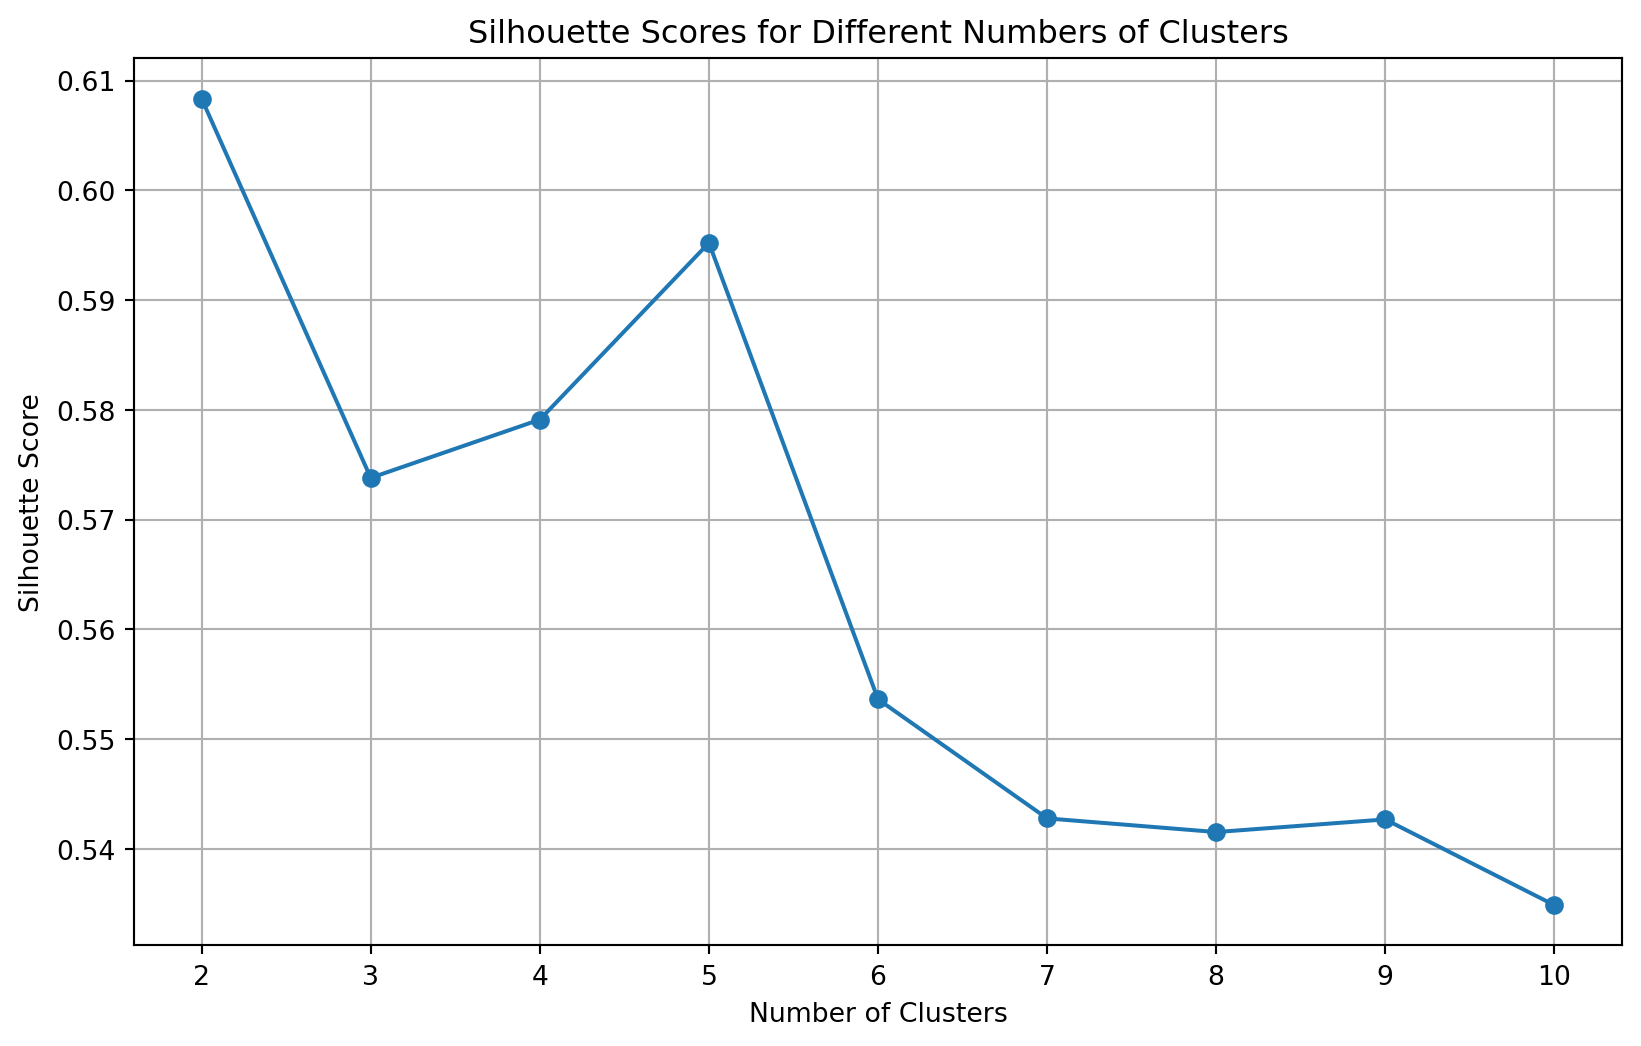 Silhouette Scores for Different Numbers of Clusters
0.61
0.60
0.59
0.58
0.57
0.56
0.55
0.54
Silhouette Score
2 3 4 5 6 7 8 9 10
Number of Clusters